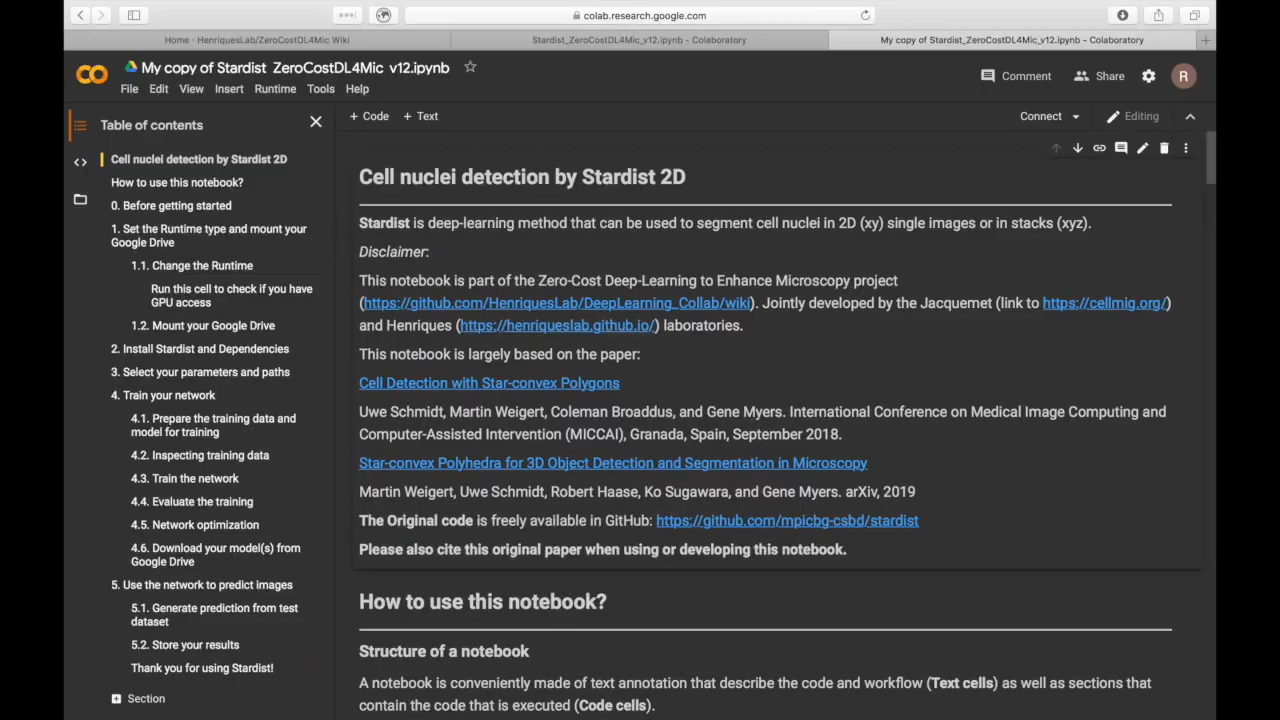 colab.research.google.com
Home · HenriquesLab/ZeroCostDL4Mic Wiki
Stardist_ZeroCostDL4Mic_v12.ipynb - Colaboratory
My copy of Stardist_ZeroCostDL4Mic_v12.ipynb - Colaboratory
My copy of Stardist_ZeroCostDL4Mic_v12.ipynb
File Edit View Insert Runtime Tools Help
Comment
Share
R
Table of contents
Cell nuclei detection by Stardist 2D
How to use this notebook?
0. Before getting started
1. Set the Runtime type and mount your
Google Drive
1.1. Change the Runtime
Run this cell to check if you have
GPU access
1.2. Mount your Google Drive
2. Install Stardist and Dependencies
3. Select your parameters and paths
4. Train your network
4.1. Prepare the training data and
model for training
4.2. Inspecting training data
4.3. Train the network
4.4. Evaluate the training
4.5. Network optimization
4.6. Download your model(s) from
Google Drive
5. Use the network to predict images
5.1. Generate prediction from test
dataset
5.2. Store your results
Thank you for using Stardist!
Section
+ Code + Text
Connect
Editing
Cell nuclei detection by Stardist 2D
Stardist is deep-learning method that can be used to segment cell nuclei in 2D (xy) single images or in stacks (xyz).
Disclaimer:
This notebook is part of the Zero-Cost Deep-Learning to Enhance Microscopy project
(https://github.com/HenriquesLab/DeepLearning_Collab/wiki). Jointly developed by the Jacquemet (link to https://cellmig.org/)
and Henriques (https://henriqueslab.github.io/) laboratories.
This notebook is largely based on the paper:
Cell Detection with Star-convex Polygons
Uwe Schmidt, Martin Weigert, Coleman Broaddus, and Gene Myers. International Conference on Medical Image Computing and
Computer-Assisted Intervention (MICCAI), Granada, Spain, September 2018.
Star-convex Polyhedra for 3D Object Detection and Segmentation in Microscopy
Martin Weigert, Uwe Schmidt, Robert Haase, Ko Sugawara, and Gene Myers. arXiv, 2019
The Original code is freely available in GitHub: https://github.com/mpicbg-csbd/stardist
Please also cite this original paper when using or developing this notebook.
How to use this notebook?
Structure of a notebook
A notebook is conveniently made of text annotation that describe the code and workflow (Text cells) as well as sections that
contain the code that is executed (Code cells).